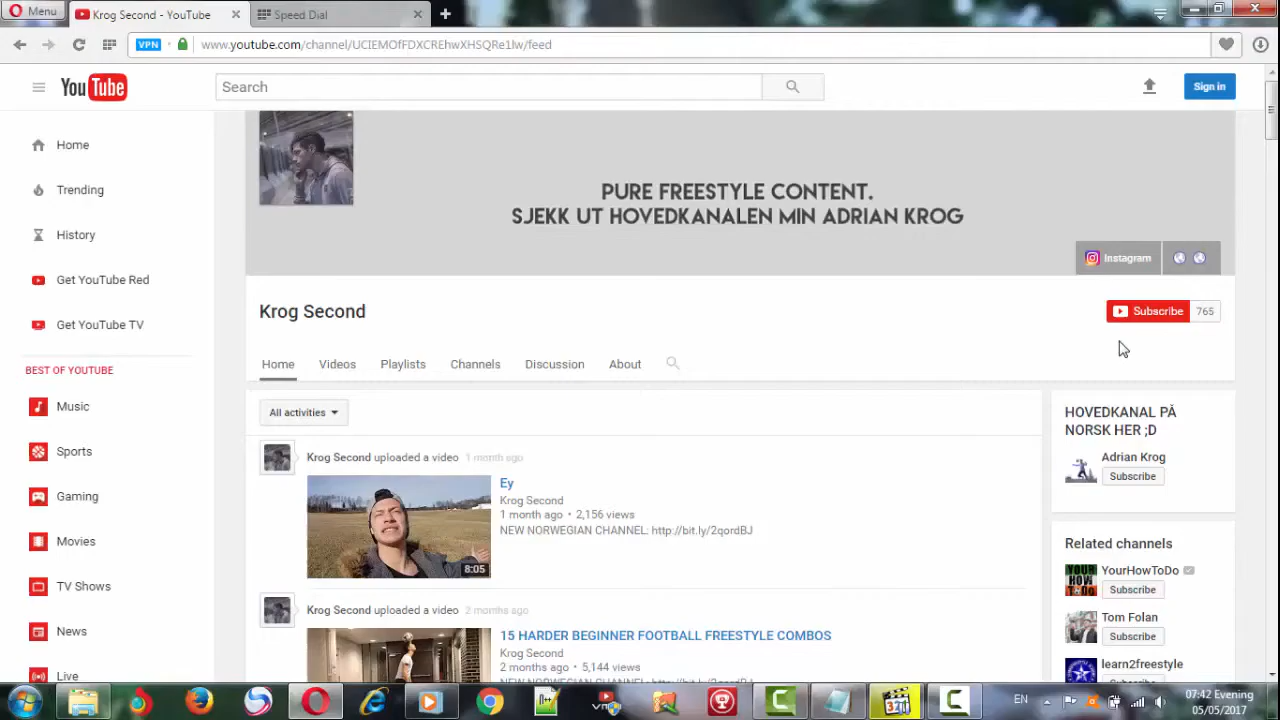 Menu
Krog Second - YouTube
Speed Dial
VPN
www.youtube.com/channel/UCIEMOfFDXCREhwXHSQRe1lw/feed
YouTube
Search
Sign in
Home
Trending
History
Get YouTube Red
Get YouTube TV
BEST OF YOUTUBE
Music
Sports
Gaming
Movies
TV Shows
News
Live
PURE FREESTYLE CONTENT.
SJEKK UT HOVEDKANALEN MIN ADRIAN KROG
Instagram
Krog Second
Subscribe 765
Home Videos Playlists Channels Discussion About
All activities
Krog Second uploaded a video 1 month ago
Ey
Krog Second
1 month ago • 2,156 views
NEW NORWEGIAN CHANNEL: http://bit.ly/2qordBJ
8:05
Krog Second uploaded a video 2 months ago
15 HARDER BEGINNER FOOTBALL FREESTYLE COMBOS
Krog Second
2 months ago • 5,144 views
HOVEDKANAL PÅ
NORSK HER ;D
Adrian Krog
Subscribe
Related channels
YourHowToDo
Subscribe
Tom Folan
Subscribe
learn2freestyle
EN
07:42 Evening
05/05/2017